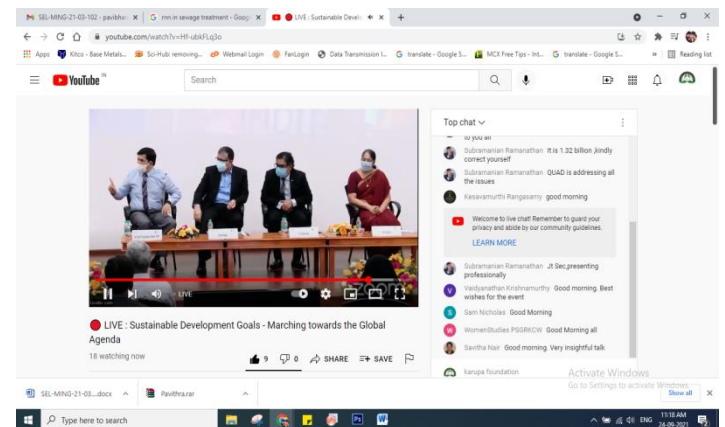 SEL-MING-21-03-102 - pavibha
rnn in sewage treatment - Goog
LIVE : Sustainable Develo
youtube.com/watch?v=Hf-ubkFLq3o
Apps
Kitco - Base Metals...
Sci-Hub: removing...
Webmail Login
FenLogin
Data Transmission I...
translate - Google S...
MCX Free Tips - Int...
translate - Google S...
Reading list
YouTube IN
Search
Top chat
to you all
Subramanian Ramanathan It is 1.32 billion ,kindly
correct yourself
Subramanian Ramanathan QUAD is addressing all
the issues
Kesavamurthi Rangasamy good morning
Welcome to live chat! Remember to guard your
privacy and abide by our community guidelines.
LEARN MORE
Subramanian Ramanathan Jt Sec,presenting
professionally
Vaidyanathan Krishnamurthy Good morning. Best
wishes for the event
Sam Nicholas Good Morning
WomenStudies PSGRKCW Good Morning all
Savitha Nair Good morning. Very insightful talk
karupa foundation
LIVE
zoom
LIVE : Sustainable Development Goals - Marching towards the Global
Agenda
18 watching now
9
0
SHARE
SAVE
Activate Windows
Go to Settings to activate Windows.
SEL-MING-21-03....docx
Pavithra.rar
Show all
Type here to search
ENG
11:18 AM
24-09-2021